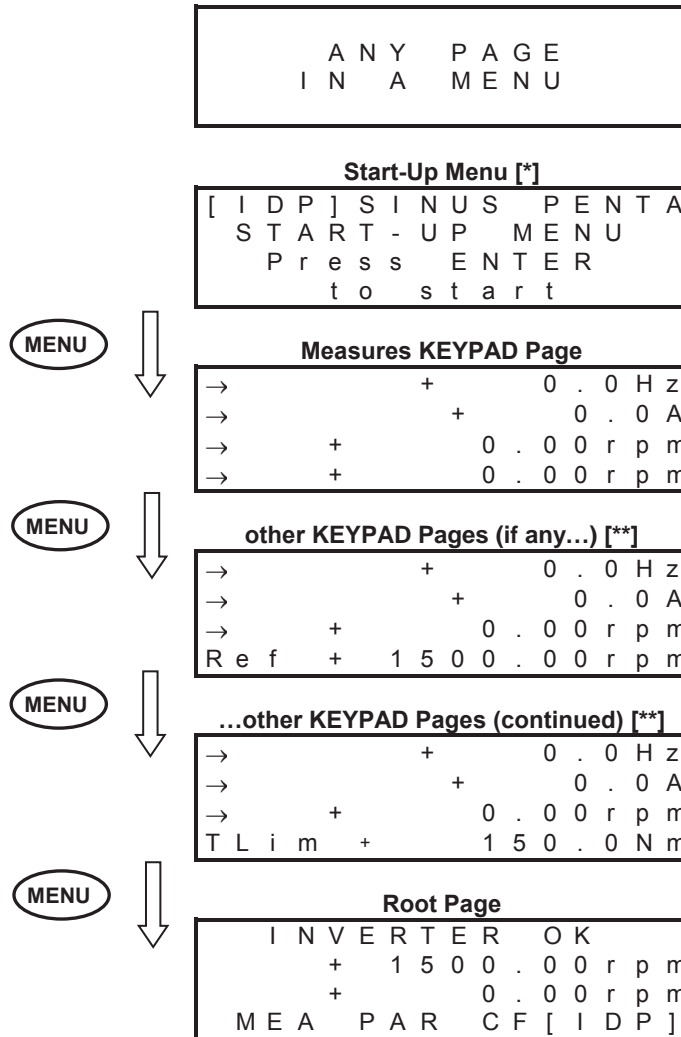 ANY PAGE
IN A MENU
Start-Up Menu [*]
[IDP]SINUS PENTA
START-UP MENU
Press ENTER
to start
MENU
Measures KEYPAD Page
→ + 0.0Hz
→ + 0.0A
→ + 0.00rpm
→ + 0.00rpm
MENU
other KEYPAD Pages (if any…) [**]
→ + 0.0Hz
→ + 0.0A
→ + 0.00rpm
Ref + 1500.00rpm
MENU
…other KEYPAD Pages (continued) [**]
→ + 0.0Hz
→ + 0.0A
→ + 0.00rpm
TLim + 150.0Nm
MENU
Root Page
INVERTER OK
+ 1500.00rpm
+ 0.00rpm
MEA PAR CF[IDP]